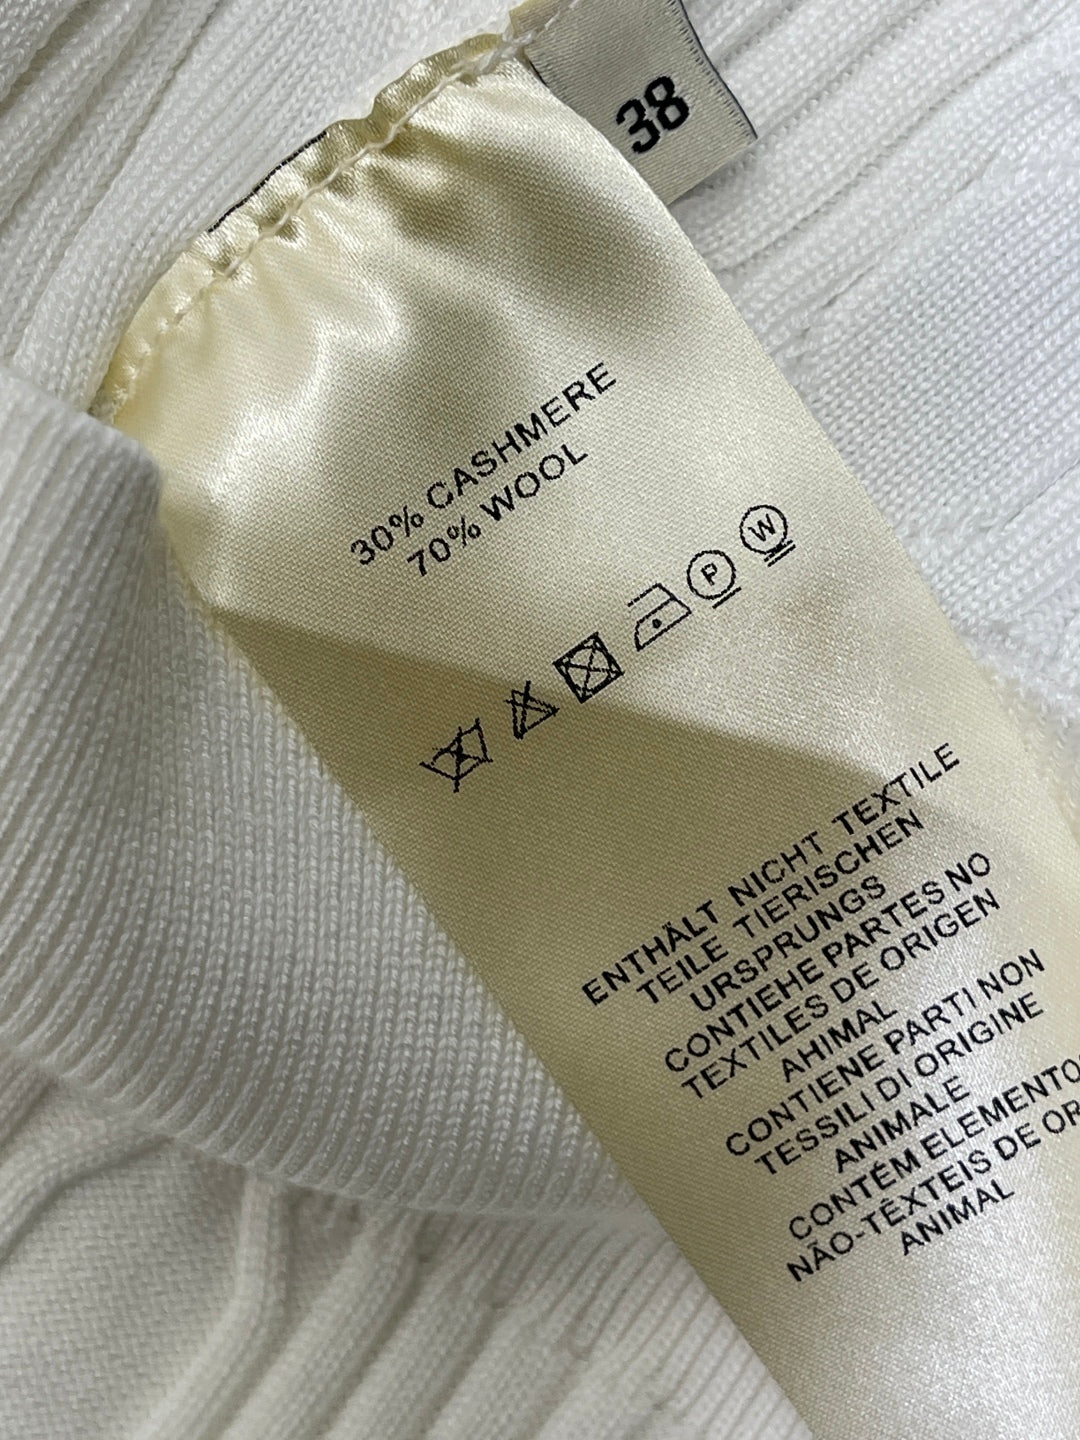 38
30% CASHMERE
70% WOOL
P
W
ENTHÄLT NICHT TEXTILE
TEILE TIERISCHEN
URSPRUNGS
CONTIEHE PARTES NO
TEXTILES DE ORIGEN
AHIMAL
CONTIENE PARTI NON
TESSILI DI ORIGINE
ANIMALE
CONTÉM ELEMENTO
NÃO-TÊXTEIS DE OR
ANIMAL